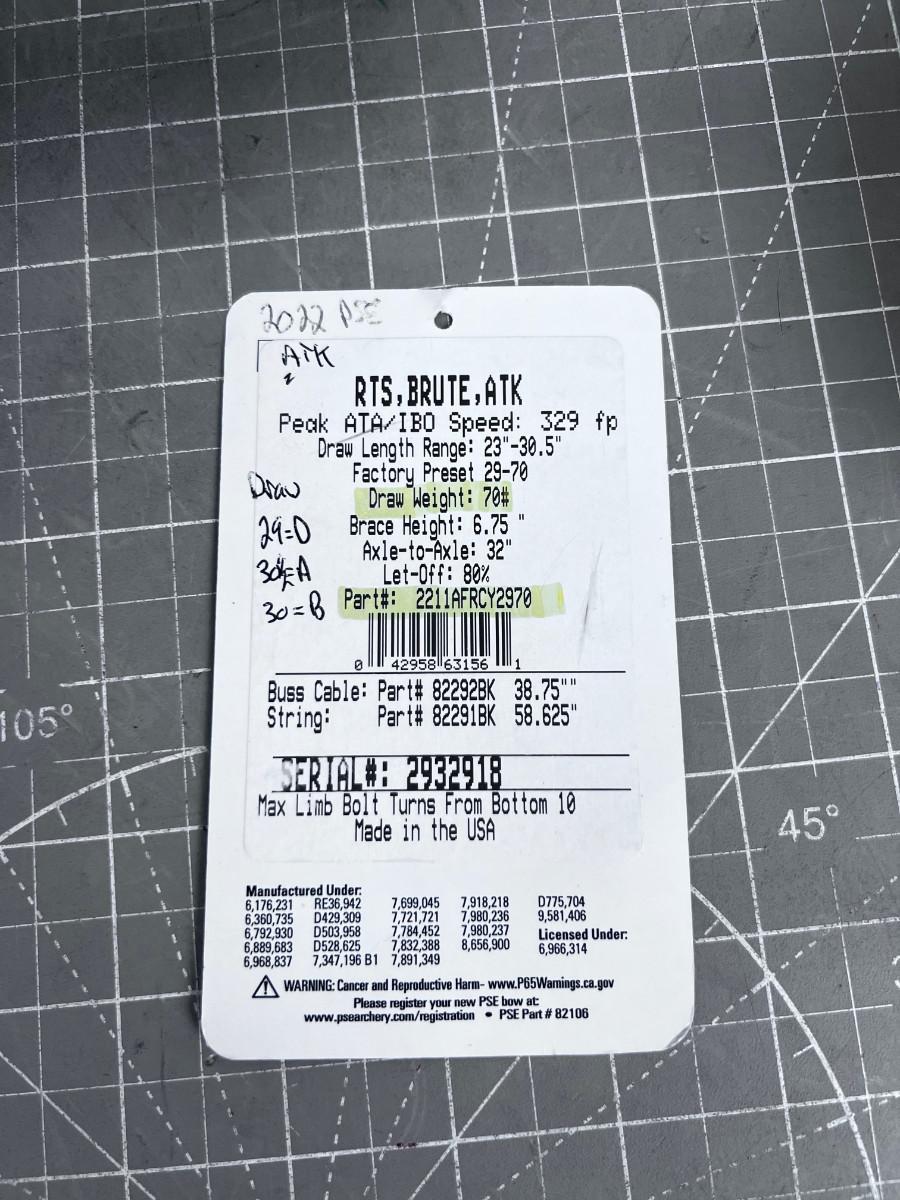 2022 PSE
ATK
RTS,BRUTE,ATK
Peak ATA/IBO Speed: 329 fp
Draw Length Range: 23"-30.5"
Factory Preset 29-70
Draw
Draw Weight: 70#
29=D
Brace Height: 6.75 "
Axle-to-Axle: 32"
=A
Let-Off: 80%
30=B
Part#: 2211AFRCY2970
0 42958 63156 1
Buss Cable: Part# 82292BK 38.75""
String: Part# 82291BK 58.625"
SERIAL#: 2932918
Max Limb Bolt Turns From Bottom 10
Made in the USA
105°
45°
Manufactured Under:
6,176,231 RE36,942 7,699,045 7,918,218 D775,704
6,360,735 D429,309 7,721,721 7,980,236 9,581,406
6,792,930 D503,958 7,784,452 7,980,237 Licensed Under:
6,889,683 D528,625 7,832,388 8,656,900 6,966,314
6,968,837 7,347,196 B1 7,891,349
WARNING: Cancer and Reproductive Harm- www.P65Warnings.ca.gov
Please register your new PSE bow at:
www.psearchery.com/registration • PSE Part # 82106